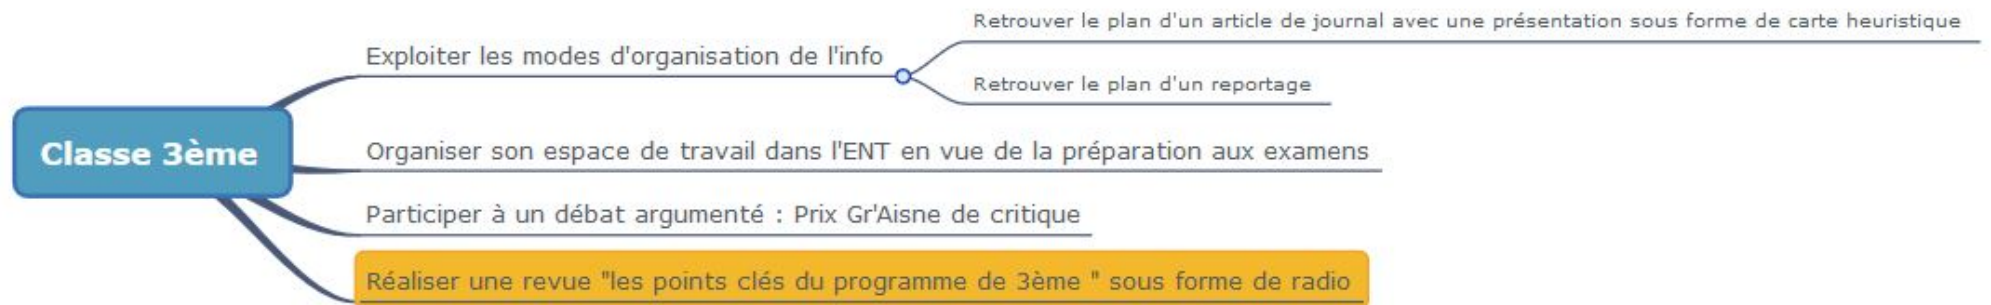 Classe 3ème
Exploiter les modes d'organisation de l'info
Retrouver le plan d'un article de journal avec une présentation sous forme de carte heuristique
Retrouver le plan d'un reportage
Organiser son espace de travail dans l'ENT en vue de la préparation aux examens
Participer à un débat argumenté : Prix Gr'Aisne de critique
Réaliser une revue "les points clés du programme de 3ème " sous forme de radio